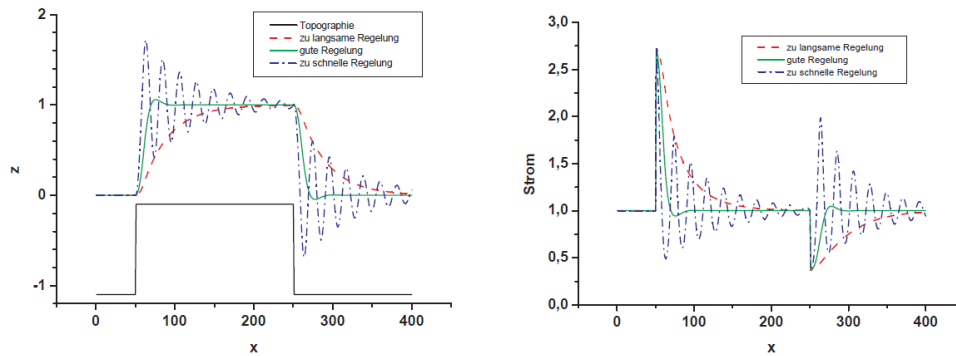 2
1
0
-1
z
0
100
200
300
400
x
Topographie
zu langsame Regelung
gute Regelung
zu schnelle Regelung
3,0
2,5
2,0
1,5
1,0
0,5
0,0
Strom
0
100
200
300
400
x
zu langsame Regelung
gute Regelung
zu schnelle Regelung